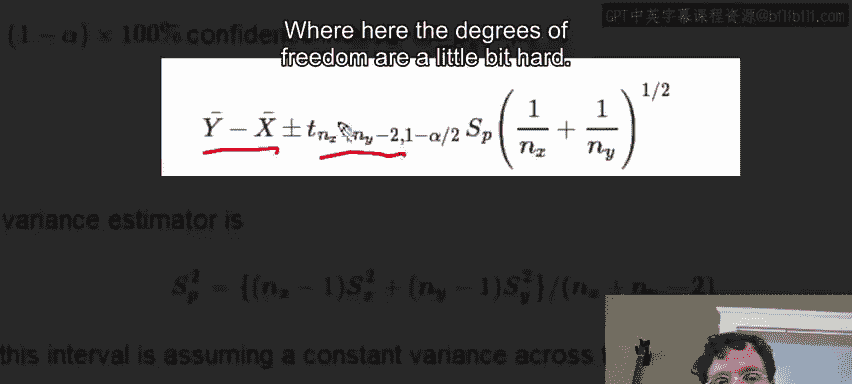 GPT中英字幕课程资源@bfilibili.com
(1 − α) × 100% confiden
Where here the degrees of
freedom are a little bit hard.
Ȳ − X̄ ± t_{n_x n_y−2,1−α/2} S_p (1/n_x + 1/n_y)^{1/2}
variance estimator is
S_p^2 = {(n_x − 1)S_x^2 + (n_y − 1)S_y^2}/(n_x + n_y − 2)
this interval is assuming a constant variance across